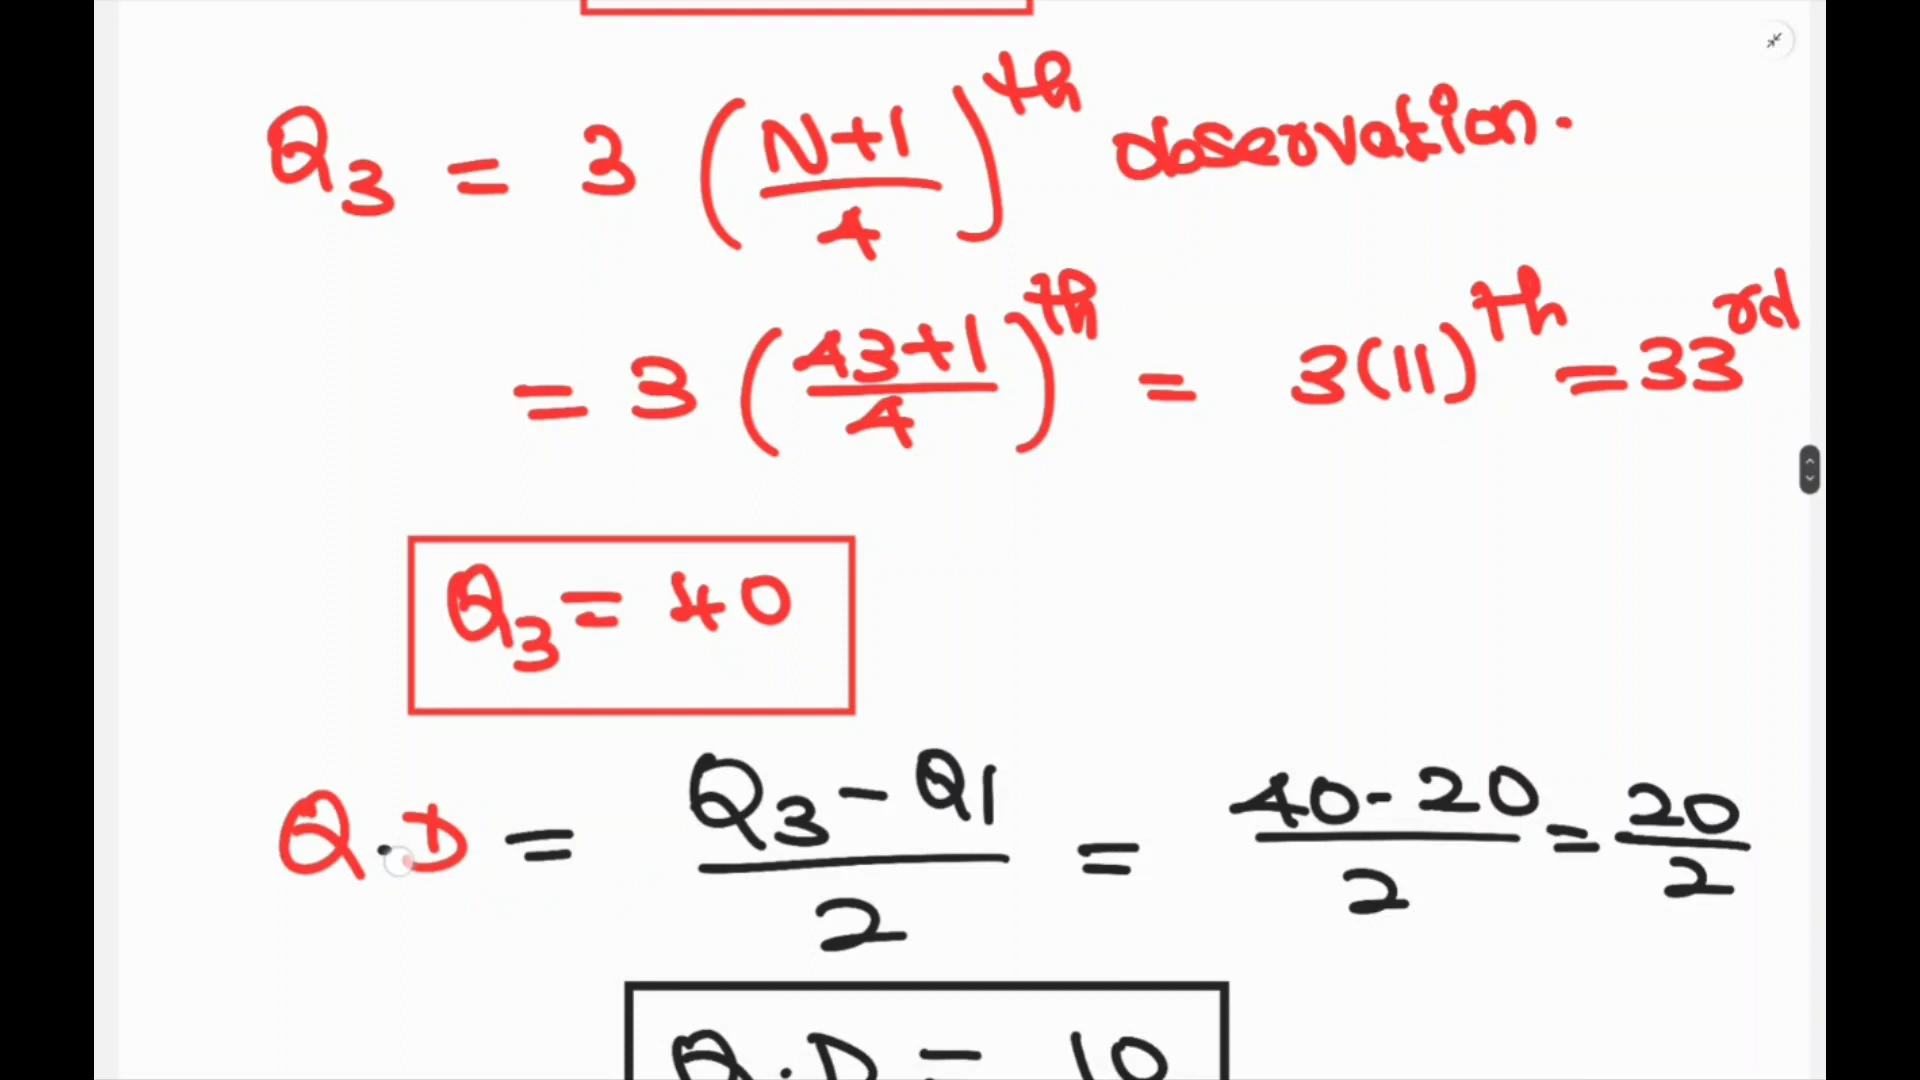 Q₃ = 3 (N+1/4)ᵗʰ observation.
= 3 (43+1/4)ᵗʰ = 3(11)ᵗʰ = 33ʳᵈ
Q₃ = 40
Q.D = Q₃ - Q1/2 = 40-20/2 = 20/2
Q.D = 10